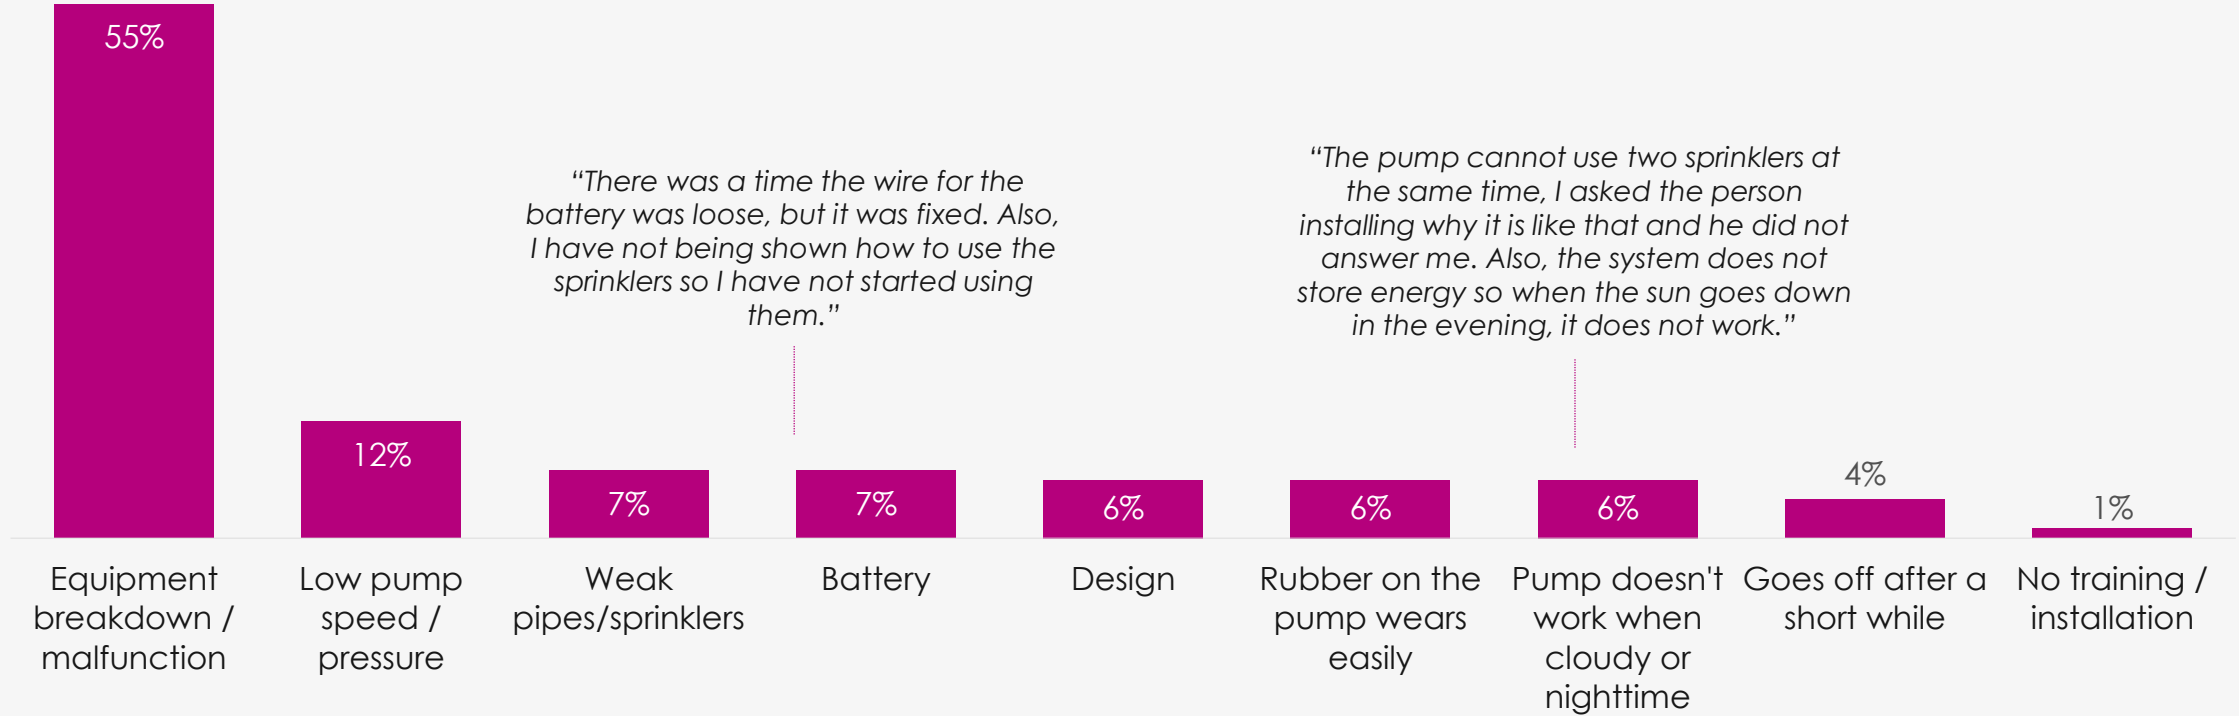 55%
“There was a time the wire for the
battery was loose, but it was fixed. Also,
I have not being shown how to use the
sprinklers so I have not started using
them.”
“The pump cannot use two sprinklers at
the same time, I asked the person
installing why it is like that and he did not
answer me. Also, the system does not
store energy so when the sun goes down
in the evening, it does not work.”
12%
7%
7%
6%
6%
6%
4%
1%
Equipment
breakdown /
malfunction
Low pump
speed /
pressure
Weak
pipes/sprinklers
Battery
Design
Rubber on the
pump wears
easily
Pump doesn't
work when
cloudy or
nighttime
Goes off after a
short while
No training /
installation